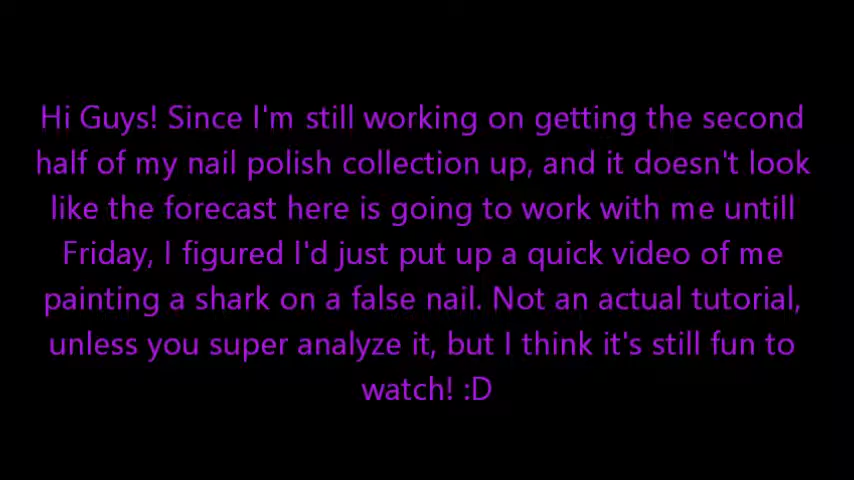 Hi Guys! Since I'm still working on getting the second
half of my nail polish collection up, and it doesn't look
like the forecast here is going to work with me untill
Friday, I figured I'd just put up a quick video of me
painting a shark on a false nail. Not an actual tutorial,
unless you super analyze it, but I think it's still fun to
watch! :D